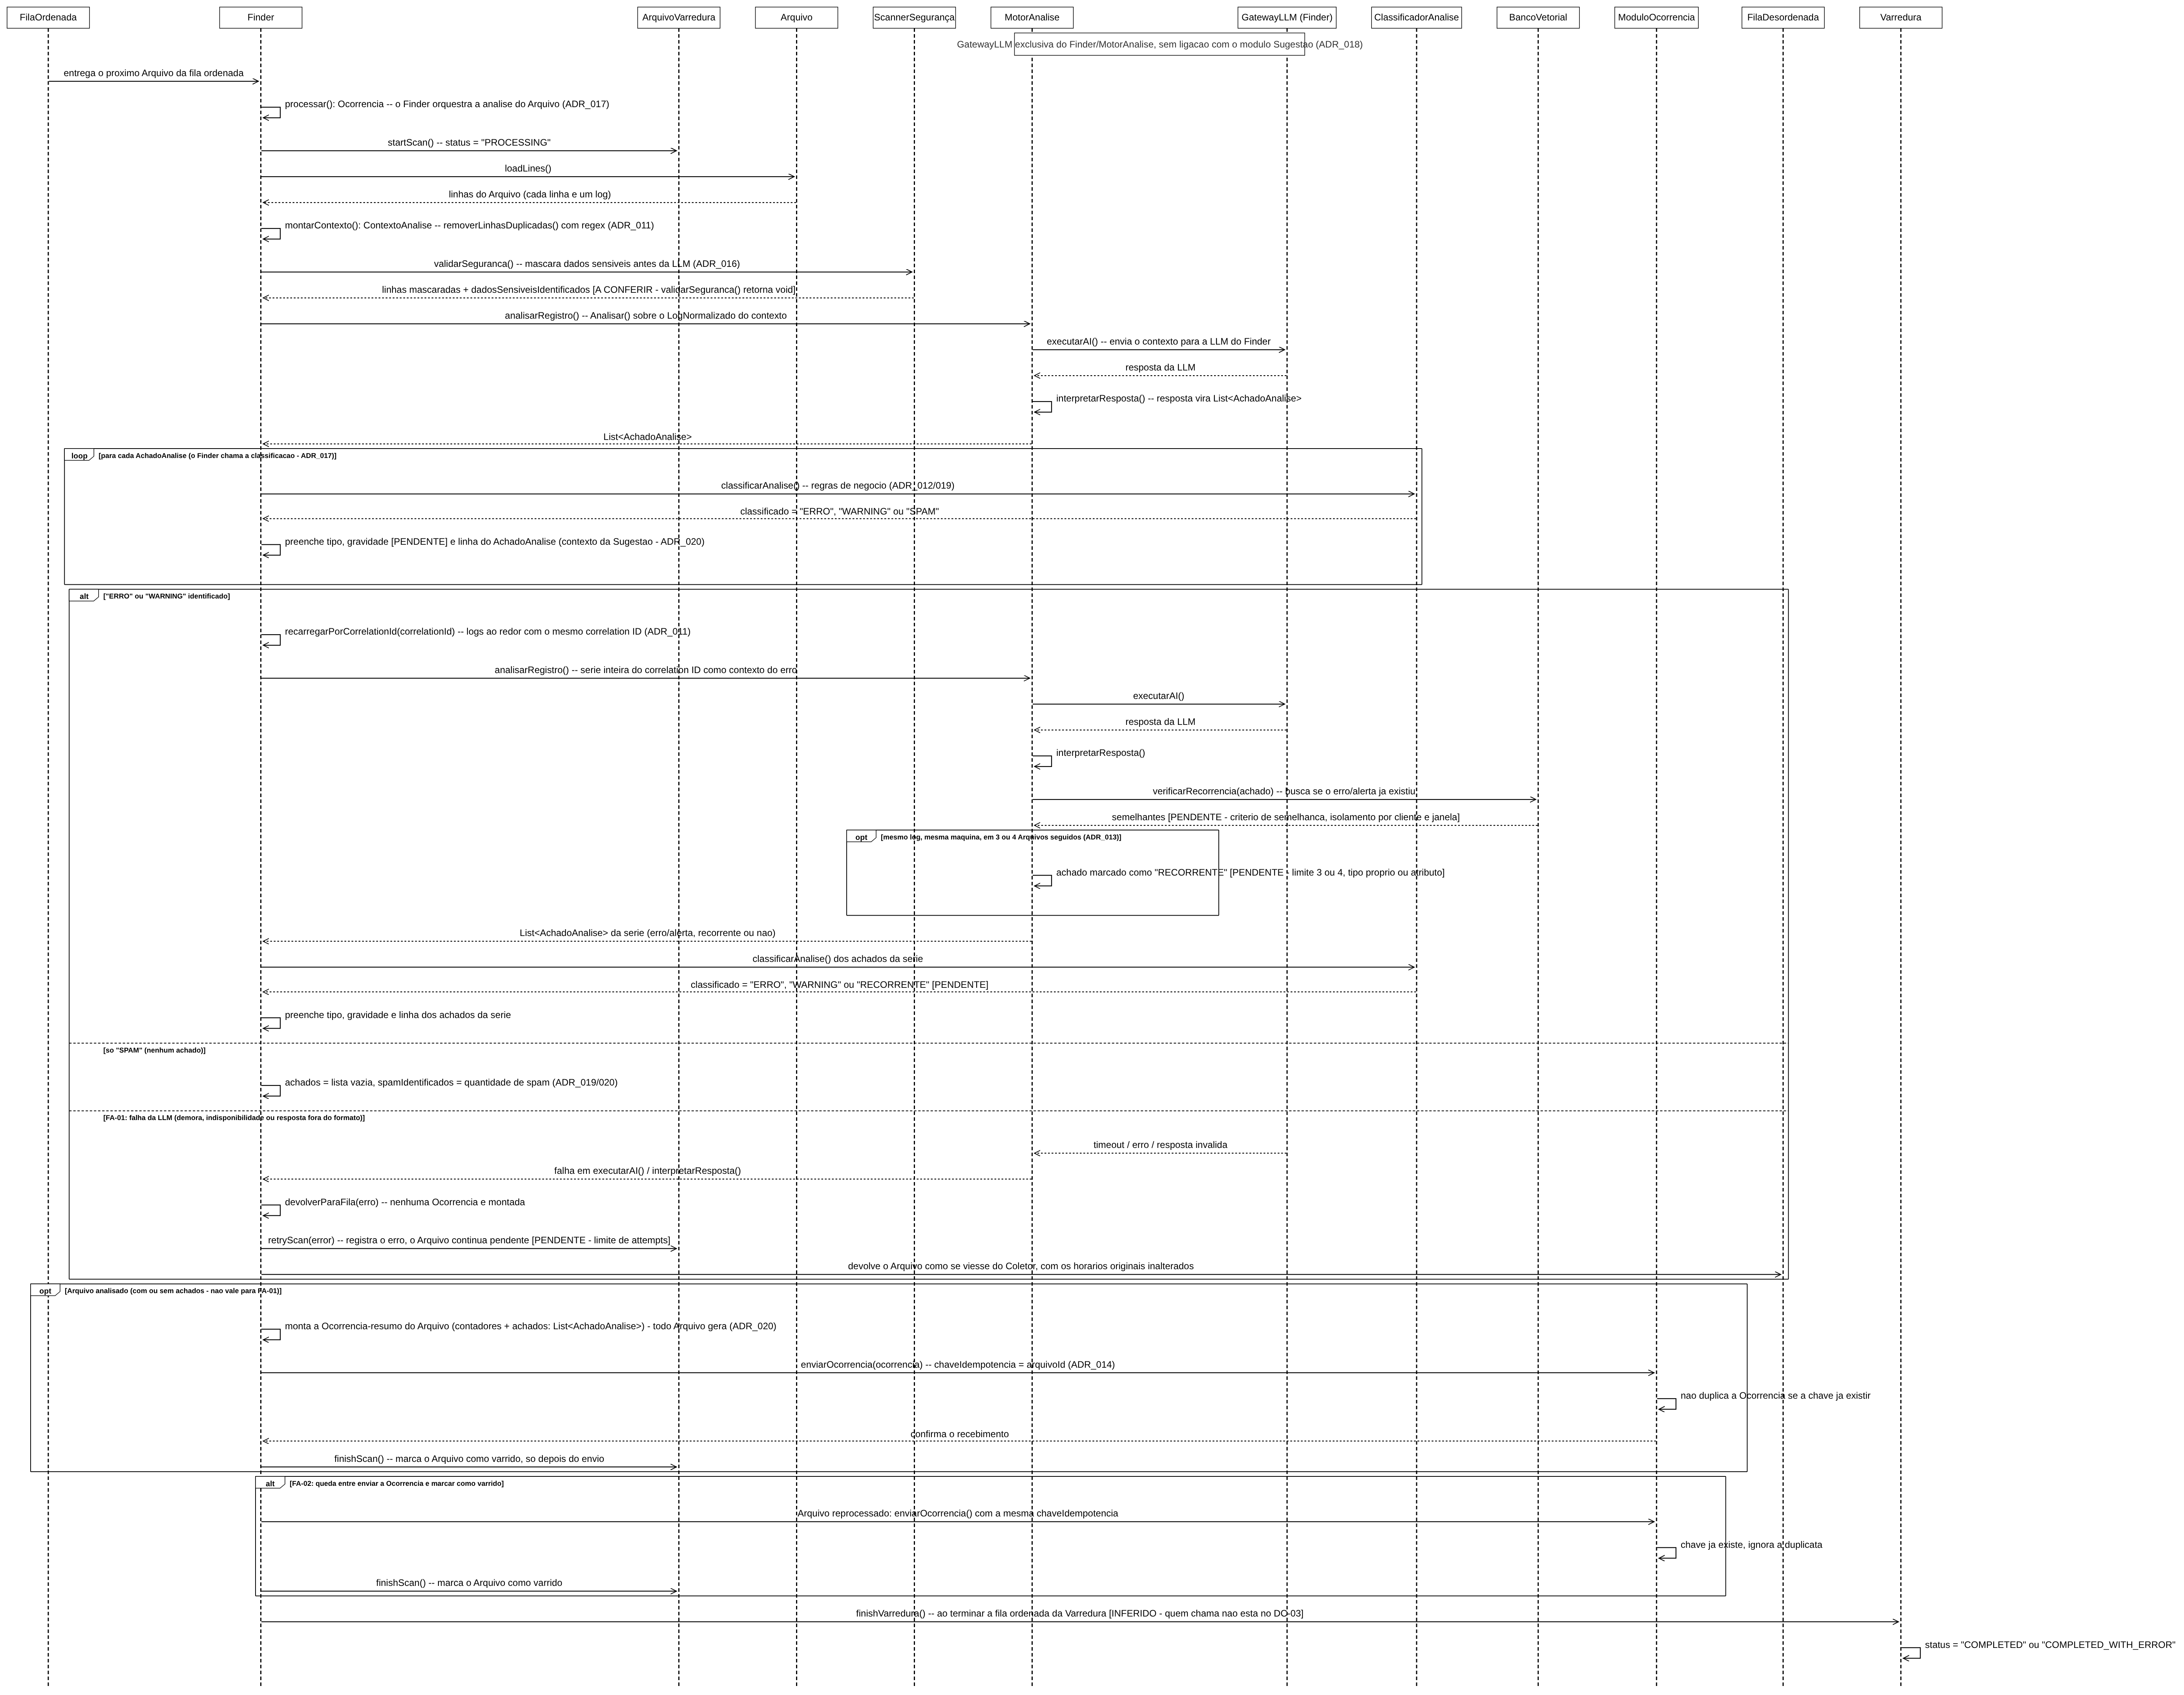 FilaOrdenada
Finder
ArquivoVarredura
Arquivo
ScannerSegurança
MotorAnalise
GatewayLLM (Finder)
ClassificadorAnalise
BancoVetorial
ModuloOcorrencia
FilaDesordenada
Varredura
GatewayLLM exclusiva do Finder/MotorAnalise, sem ligacao com o modulo Sugestao (ADR_018)
entrega o proximo Arquivo da fila ordenada
processar(): Ocorrencia -- o Finder orquestra a analise do Arquivo (ADR_017)
startScan() -- status = "PROCESSING"
loadLines()
linhas do Arquivo (cada linha e um log)
montarContexto(): ContextoAnalise -- removerLinhasDuplicadas() com regex (ADR_011)
validarSeguranca() -- mascara dados sensiveis antes da LLM (ADR_016)
linhas mascaradas + dadosSensiveisIdentificados [A CONFERIR - validarSeguranca() retorna void]
analisarRegistro() -- Analisar() sobre o LogNormalizado do contexto
executarAI() -- envia o contexto para a LLM do Finder
resposta da LLM
interpretarResposta() -- resposta vira List<AchadoAnalise>
List<AchadoAnalise>
loop [para cada AchadoAnalise (o Finder chama a classificacao - ADR_017)]
classificarAnalise() -- regras de negocio (ADR_012/019)
classificado = "ERRO", "WARNING" ou "SPAM"
preenche tipo, gravidade [PENDENTE] e linha do AchadoAnalise (contexto da Sugestao - ADR_020)
alt ["ERRO" ou "WARNING" identificado]
recarregarPorCorrelationId(correlationId) -- logs ao redor com o mesmo correlation ID (ADR_011)
analisarRegistro() -- serie inteira do correlation ID como contexto do erro
executarAI()
resposta da LLM
interpretarResposta()
verificarRecorrencia(achado) -- busca se o erro/alerta ja existiu
semelhantes [PENDENTE - criterio de semelhanca, isolamento por cliente e janela]
opt [mesmo log, mesma maquina, em 3 ou 4 Arquivos seguidos (ADR_013)]
achado marcado como "RECORRENTE" [PENDENTE - limite 3 ou 4, tipo proprio ou atributo]
List<AchadoAnalise> da serie (erro/alerta, recorrente ou nao)
classificarAnalise() dos achados da serie
classificado = "ERRO", "WARNING" ou "RECORRENTE" [PENDENTE]
preenche tipo, gravidade e linha dos achados da serie
[so "SPAM" (nenhum achado)]
achados = lista vazia, spamIdentificados = quantidade de spam (ADR_019/020)
[FA-01: falha da LLM (demora, indisponibilidade ou resposta fora do formato)]
timeout / erro / resposta invalida
falha em executarAI() / interpretarResposta()
devolverParaFila(erro) -- nenhuma Ocorrencia e montada
retryScan(error) -- registra o erro, o Arquivo continua pendente [PENDENTE - limite de attempts]
devolve o Arquivo como se viesse do Coletor, com os horarios originais inalterados
opt [Arquivo analisado (com ou sem achados - nao vale para FA-01)]
monta a Ocorrencia-resumo do Arquivo (contadores + achados: List<AchadoAnalise>) - todo Arquivo gera (ADR_020)
enviarOcorrencia(ocorrencia) -- chaveIdempotencia = arquivoId (ADR_014)
nao duplica a Ocorrencia se a chave ja existir
confirma o recebimento
finishScan() -- marca o Arquivo como varrido, so depois do envio
alt [FA-02: queda entre enviar a Ocorrencia e marcar como varrido]
Arquivo reprocessado: enviarOcorrencia() com a mesma chaveIdempotencia
chave ja existe, ignora a duplicata
finishScan() -- marca o Arquivo como varrido
finishVarredura() -- ao terminar a fila ordenada da Varredura [INFERIDO - quem chama nao esta no DC-03]
status = "COMPLETED" ou "COMPLETED_WITH_ERROR"